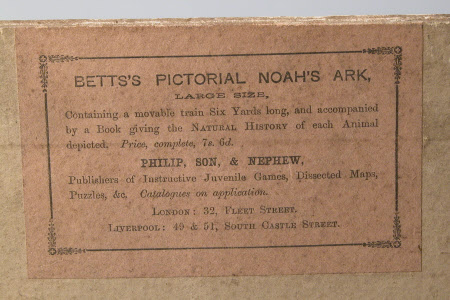 BETTS'S PICTORIAL NOAH'S ARK,
LARGE SIZE,
Containing a movable train Six Yards long, and accompanied
by a Book giving the NATURAL HISTORY of each Animal
depicted. Price, complete, 7s. 6d.
PHILIP, SON, & NEPHEW,
Publishers of Instructive Juvenile Games, Dissected Maps,
Puzzles, &c. Catalogues on application.
LONDON: 32, FLEET STREET.
LIVERPOOL: 49 & 51, SOUTH CASTLE STREET.